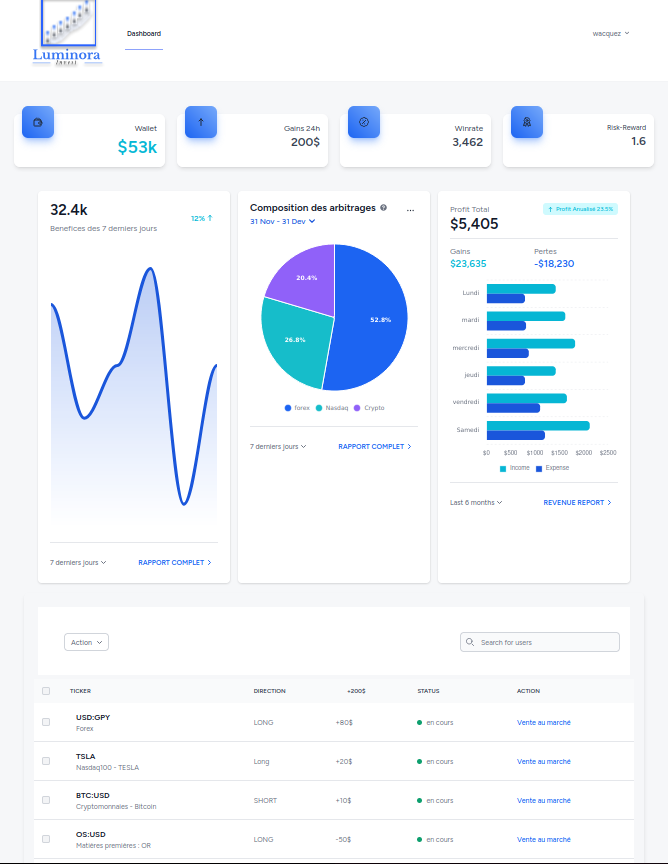 Luminora
Invest
Dashboard
wacquez
Wallet
$53k
Gains 24h
200$
Winrate
3,462
Risk-Reward
1.6
32.4k
12%
Benefices des 7 derniers jours
7 derniers jours
RAPPORT COMPLET
Composition des arbitrages
31 Nov - 31 Dev
20.4%
52.8%
26.8%
forex
Nasdaq
Crypto
7 derniers jours
RAPPORT COMPLET
Profit Total
Profit Anualisé 23.5%
$5,405
Gains
Pertes
$23,635
-$18,230
Lundi
mardi
mercredi
jeudi
vendredi
Samedi
$0 $500 $1000 $1500 $2000 $2500
Income Expense
Last 6 months
REVENUE REPORT
Action
Search for users
TICKER DIRECTION +200$ STATUS ACTION
USD:GPY
Forex
LONG +80$ en cours Vente au marché
TSLA
Nasdaq100 - TESLA
Long +20$ en cours Vente au marché
BTC:USD
Cryptomonnaies - Bitcoin
SHORT +10$ en cours Vente au marché
OS:USD
Matières premières : OR
LONG -50$ en cours Vente au marché